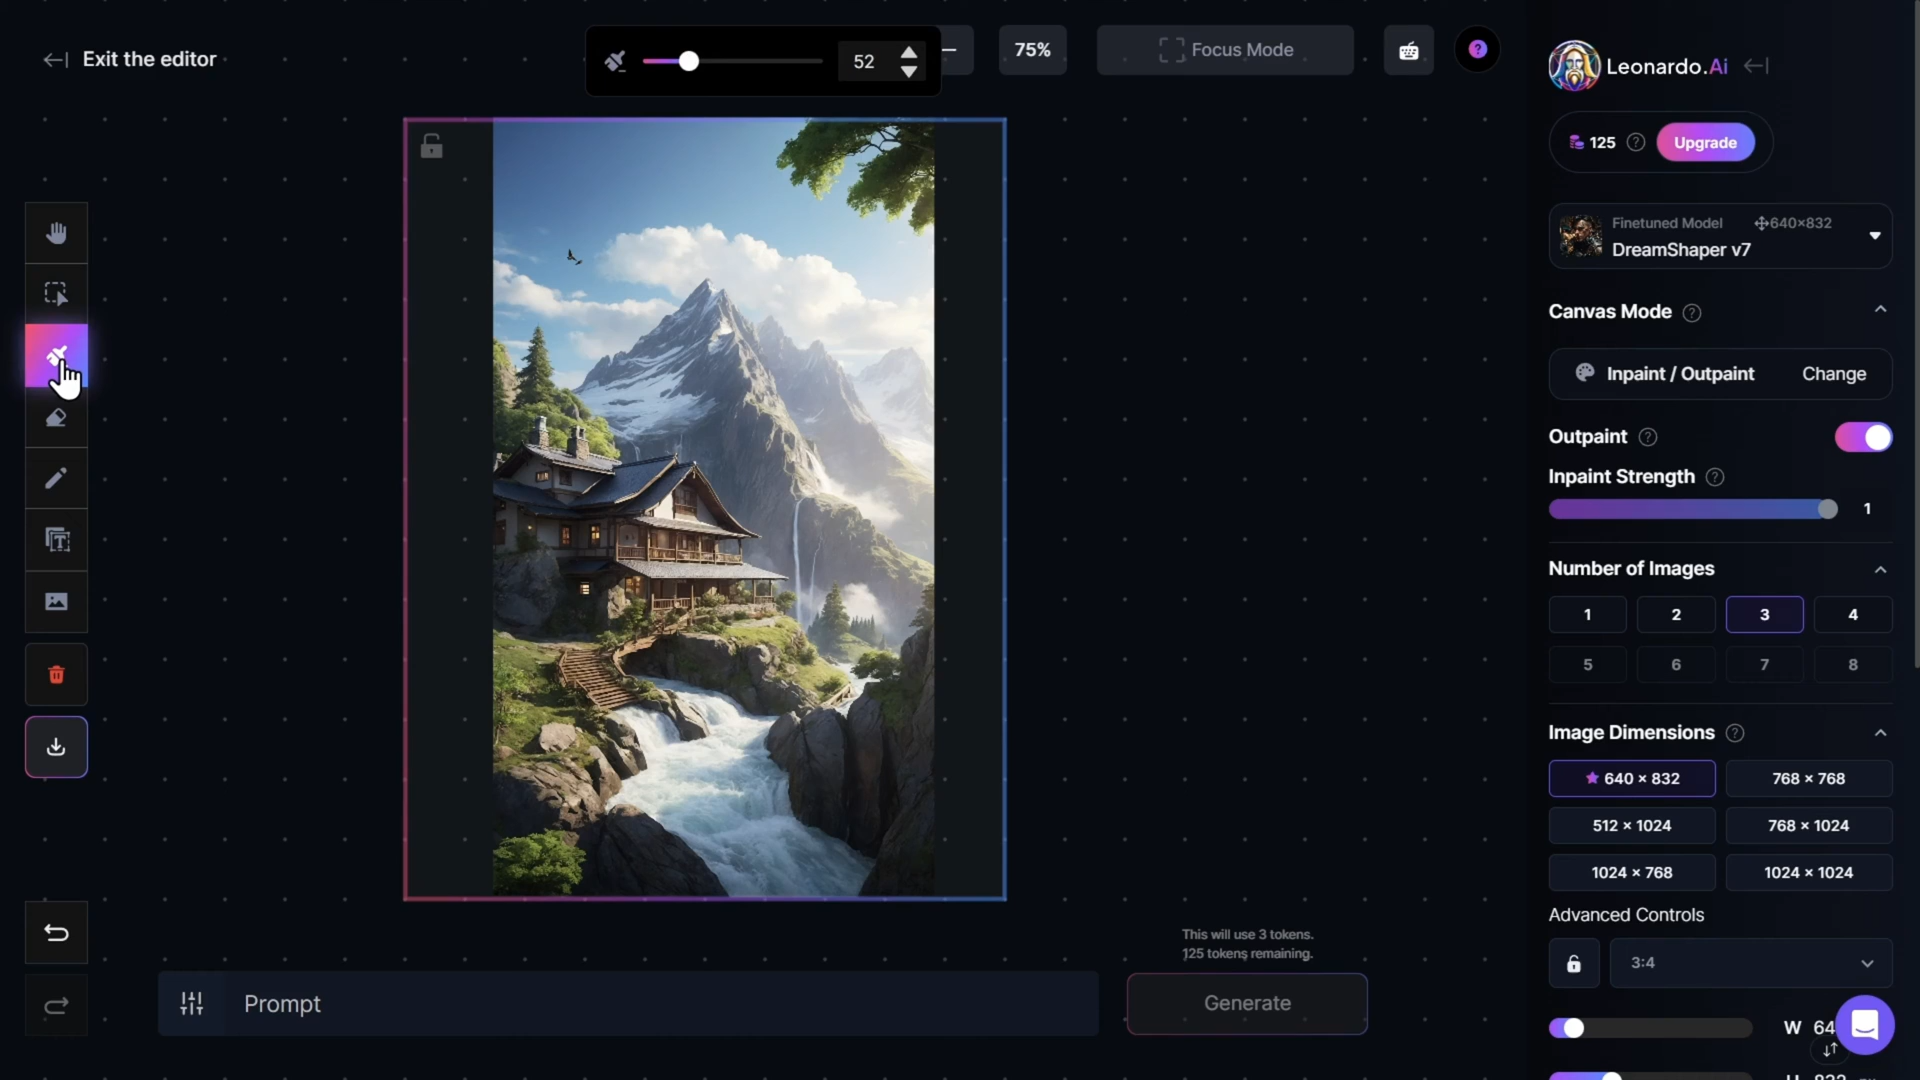 Exit the editor
52
75%
Focus Mode
?
Leonardo.Ai
125
?
Upgrade
Finetuned Model
640×832
DreamShaper v7
Canvas Mode ?
Inpaint / Outpaint
Change
Outpaint ?
Inpaint Strength ?
1
Number of Images
1
2
3
4
5
6
7
8
Image Dimensions ?
640 × 832
768 × 768
512 × 1024
768 × 1024
1024 × 768
1024 × 1024
Advanced Controls
3:4
W 64
This will use 3 tokens.
125 tokens remaining.
Prompt
Generate